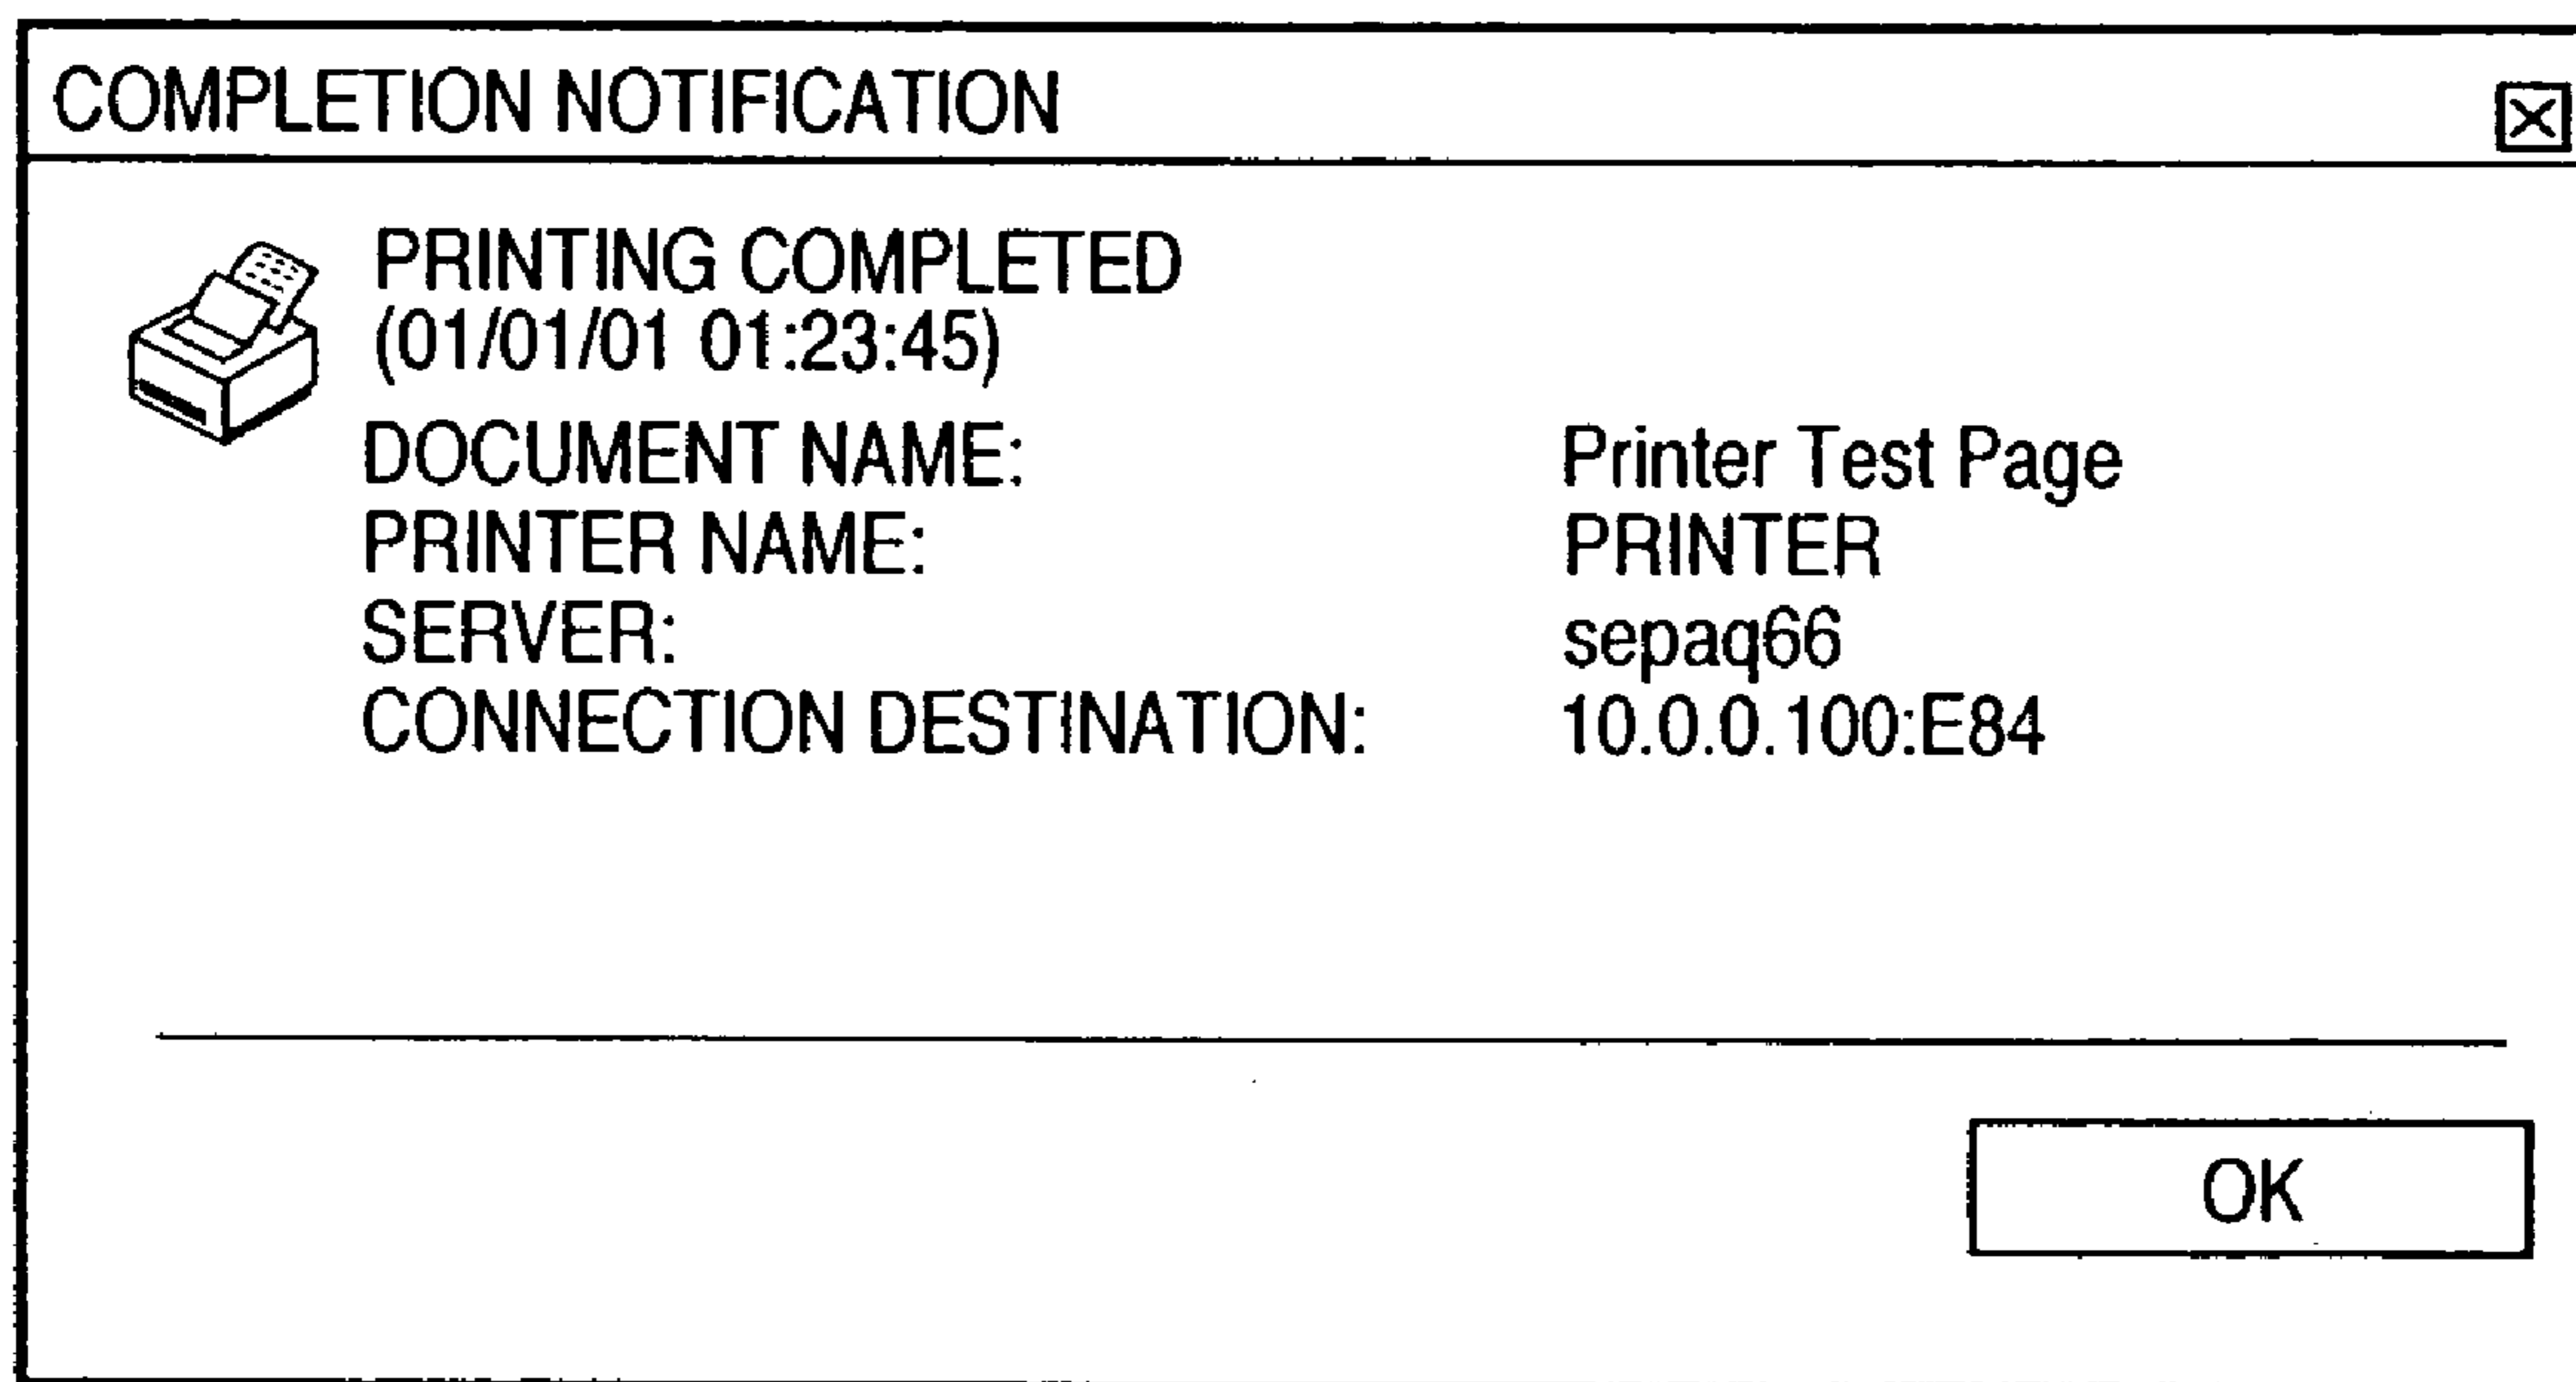 COMPLETION NOTIFICATION
PRINTING COMPLETED
(01/01/01 01:23:45)
DOCUMENT NAME: Printer Test Page
PRINTER NAME: PRINTER
SERVER: sepaq66
CONNECTION DESTINATION: 10.0.0.100:E84
OK